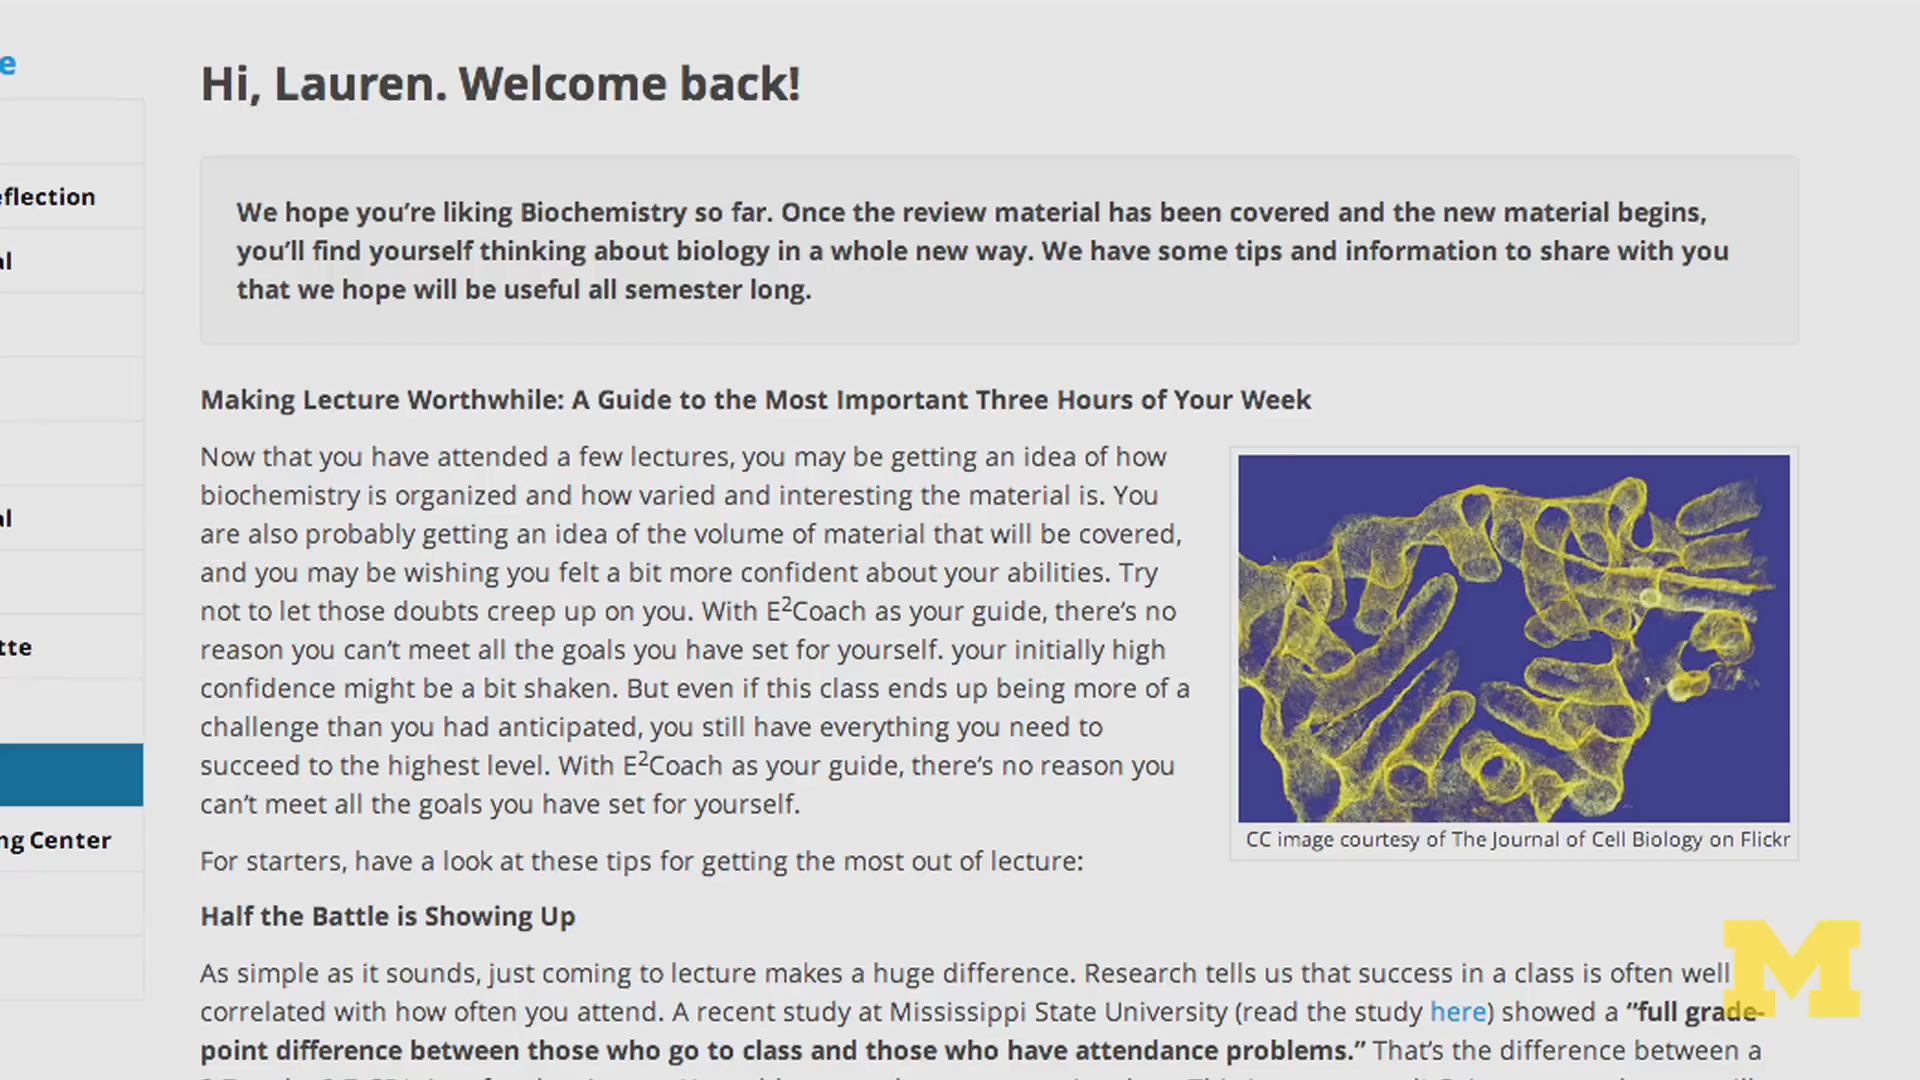 e
Hi, Lauren. Welcome back!
eflection
We hope you’re liking Biochemistry so far. Once the review material has been covered and the new material begins,
you’ll find yourself thinking about biology in a whole new way. We have some tips and information to share with you
al
that we hope will be useful all semester long.
Making Lecture Worthwhile: A Guide to the Most Important Three Hours of Your Week
Now that you have attended a few lectures, you may be getting an idea of how
biochemistry is organized and how varied and interesting the material is. You
al
are also probably getting an idea of the volume of material that will be covered,
and you may be wishing you felt a bit more confident about your abilities. Try
not to let those doubts creep up on you. With E²Coach as your guide, there’s no
tte
reason you can’t meet all the goals you have set for yourself. your initially high
confidence might be a bit shaken. But even if this class ends up being more of a
challenge than you had anticipated, you still have everything you need to
succeed to the highest level. With E²Coach as your guide, there’s no reason you
can’t meet all the goals you have set for yourself.
ng Center
CC image courtesy of The Journal of Cell Biology on Flickr
For starters, have a look at these tips for getting the most out of lecture:
Half the Battle is Showing Up
As simple as it sounds, just coming to lecture makes a huge difference. Research tells us that success in a class is often well
correlated with how often you attend. A recent study at Mississippi State University (read the study here) showed a “full grade-
point difference between those who go to class and those who have attendance problems.” That’s the difference between a
M